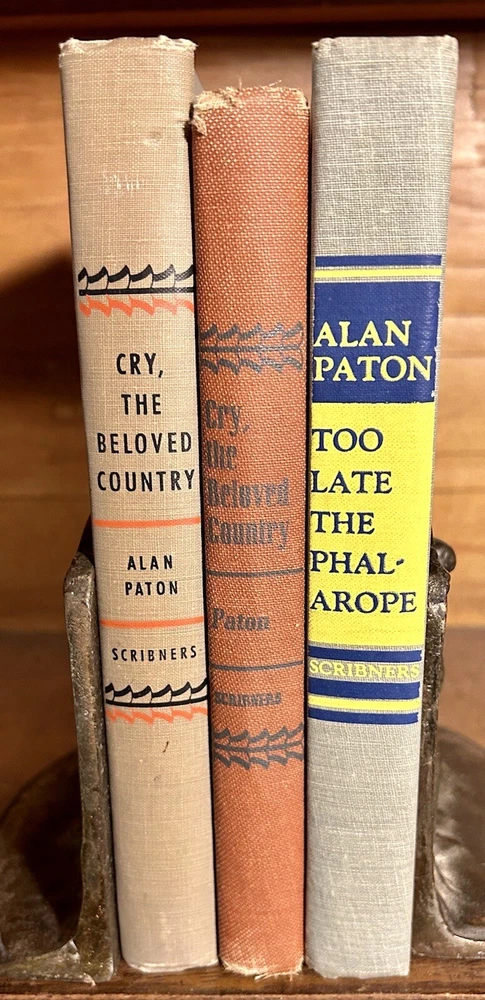 CRY,
THE
BELOVED
COUNTRY
ALAN
PATON
SCRIBNERS
Cry,
the
Beloved
Country
Paton
SCRIBNERS
ALAN
PATON
TOO
LATE
THE
PHAL-
AROPE
SCRIBNERS